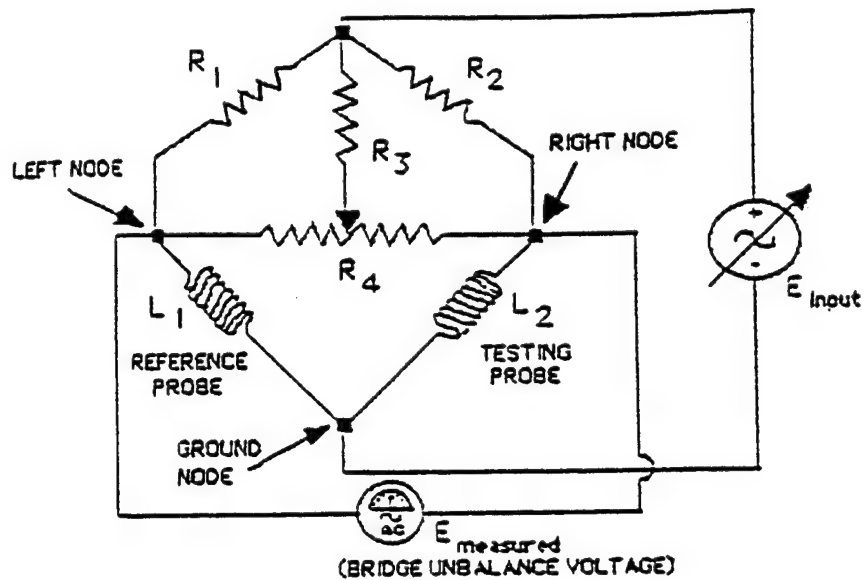 R1
R2
R3
LEFT NODE
RIGHT NODE
+
-
E input
R4
L1
L2
REFERENCE
PROBE
TESTING
PROBE
GROUND
NODE
AC
E measured
(BRIDGE UNBALANCE VOLTAGE)